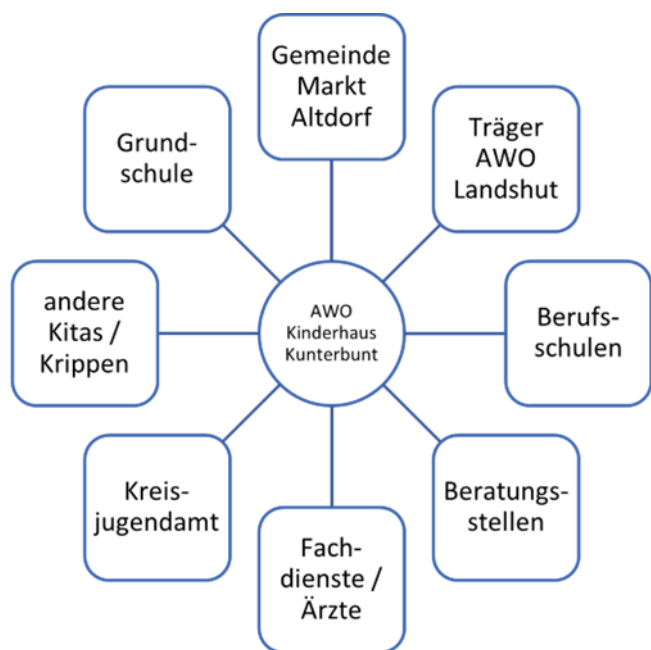 Gemeinde
Markt
Altdorf
Träger
AWO
Landshut
Berufs-
schulen
Beratungs-
stellen
Fach-
dienste /
Ärzte
Kreis-
jugendamt
andere
Kitas /
Krippen
Grund-
schule
AWO
Kinderhaus
Kunterbunt